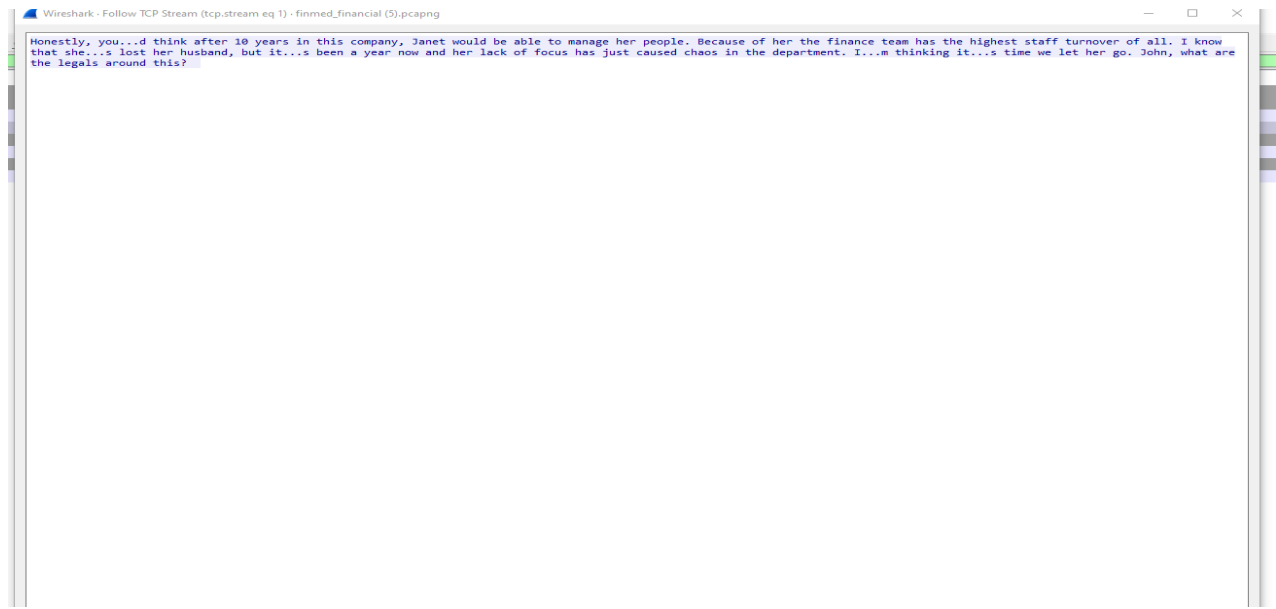 Wireshark · Follow TCP Stream (tcp.stream eq 1) · finmed_financial (5).pcapng
Honestly, you...d think after 10 years in this company, Janet would be able to manage her people. Because of her the finance team has the highest staff turnover of all. I know
that she...s lost her husband, but it...s been a year now and her lack of focus has just caused chaos in the department. I...m thinking it...s time we let her go. John, what are
the legals around this?